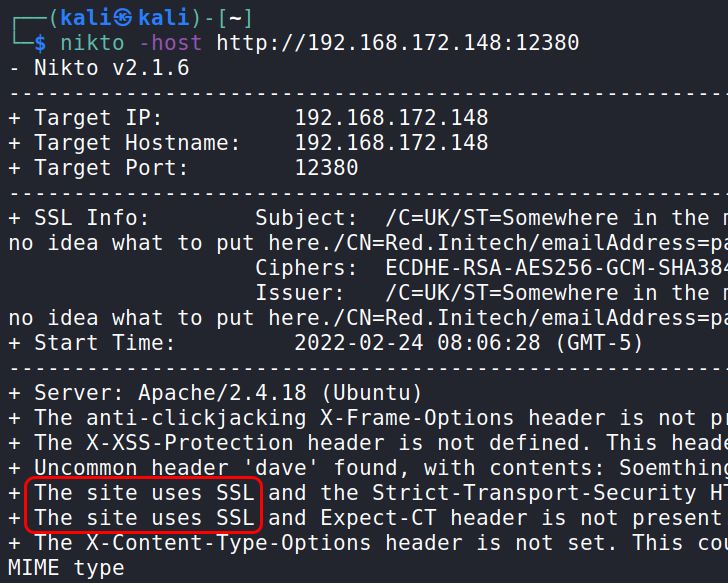 ┌──(kali㉿kali)-[~]
└─$ nikto -host http://192.168.172.148:12380
- Nikto v2.1.6
---------------------------------------------------------------------------
+ Target IP:          192.168.172.148
+ Target Hostname:    192.168.172.148
+ Target Port:        12380
---------------------------------------------------------------------------
+ SSL Info:        Subject:  /C=UK/ST=Somewhere in the m
no idea what to put here./CN=Red.Initech/emailAddress=pa
                   Ciphers:  ECDHE-RSA-AES256-GCM-SHA384
                   Issuer:   /C=UK/ST=Somewhere in the m
no idea what to put here./CN=Red.Initech/emailAddress=pa
+ Start Time:         2022-02-24 08:06:28 (GMT-5)
---------------------------------------------------------------------------
+ Server: Apache/2.4.18 (Ubuntu)
+ The anti-clickjacking X-Frame-Options header is not pr
+ The X-XSS-Protection header is not defined. This heade
+ Uncommon header 'dave' found, with contents: Soemthing
+ The site uses SSL and the Strict-Transport-Security HT
+ The site uses SSL and Expect-CT header is not present.
+ The X-Content-Type-Options header is not set. This cou
MIME type